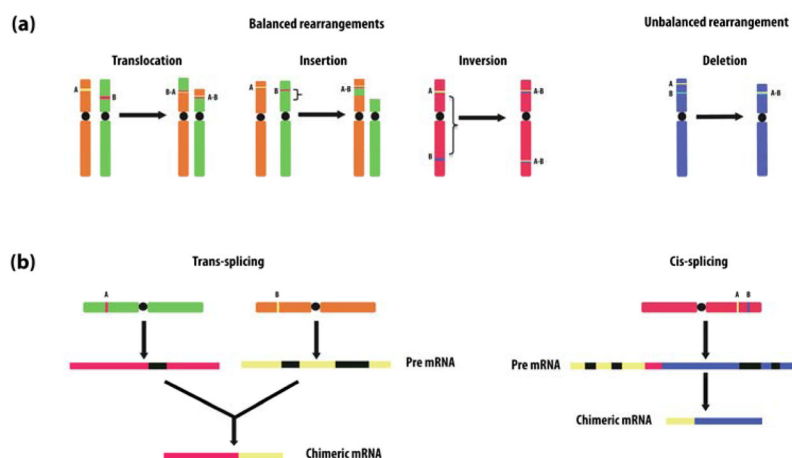 (a)
Balanced rearrangements
Unbalanced rearrangement
Translocation
Insertion
Inversion
Deletion
A
B
B-A
A-B
A
B
A-B
A
B
A-B
A-B
A
B
A-B
(b)
Trans-splicing
Cis-splicing
A
B
A
B
Pre mRNA
Pre mRNA
Chimeric mRNA
Chimeric mRNA